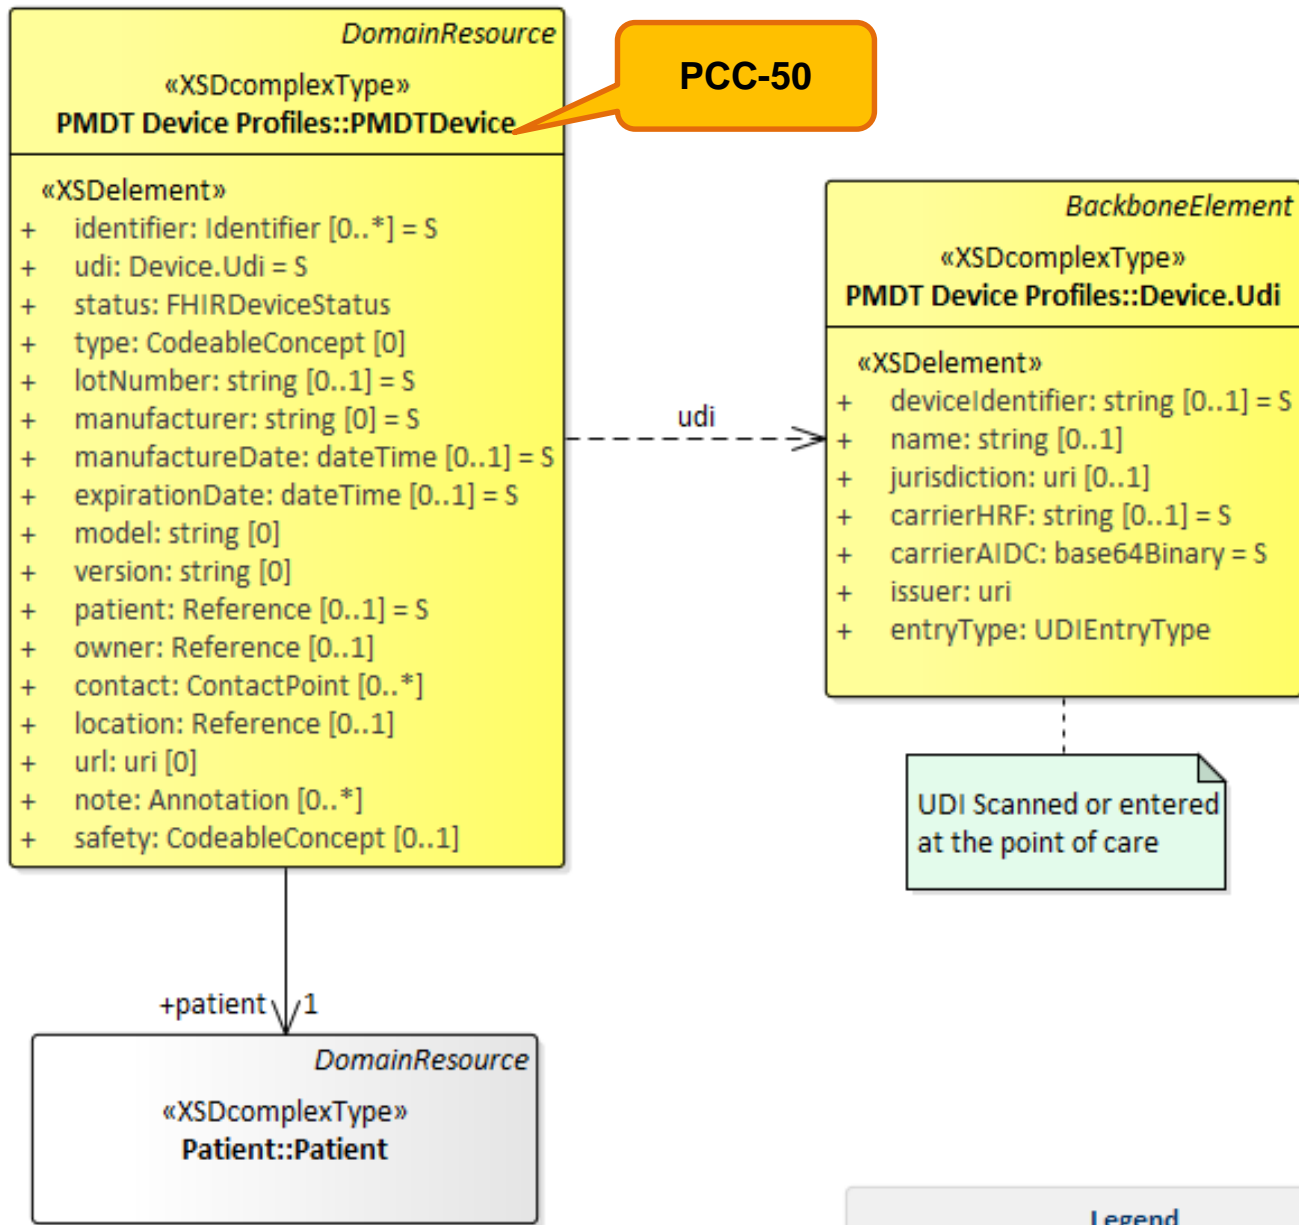 DomainResource
«XSDcomplexType»
PMDT Device Profiles::PMDTDevice
«XSDelement»
+ identifier: Identifier [0..*] = S
+ udi: Device.Udi = S
+ status: FHIRDeviceStatus
+ type: CodeableConcept [0]
+ lotNumber: string [0..1] = S
+ manufacturer: string [0] = S
+ manufactureDate: dateTime [0..1] = S
+ expirationDate: dateTime [0..1] = S
+ model: string [0]
+ version: string [0]
+ patient: Reference [0..1] = S
+ owner: Reference [0..1]
+ contact: ContactPoint [0..*]
+ location: Reference [0..1]
+ url: uri [0]
+ note: Annotation [0..*]
+ safety: CodeableConcept [0..1]
PCC-50
udi
BackboneElement
«XSDcomplexType»
PMDT Device Profiles::Device.Udi
«XSDelement»
+ deviceIdentifier: string [0..1] = S
+ name: string [0..1]
+ jurisdiction: uri [0..1]
+ carrierHRF: string [0..1] = S
+ carrierAIDC: base64Binary = S
+ issuer: uri
+ entryType: UDIEntryType
UDI Scanned or entered
at the point of care
+patient 1
DomainResource
«XSDcomplexType»
Patient::Patient
Legend